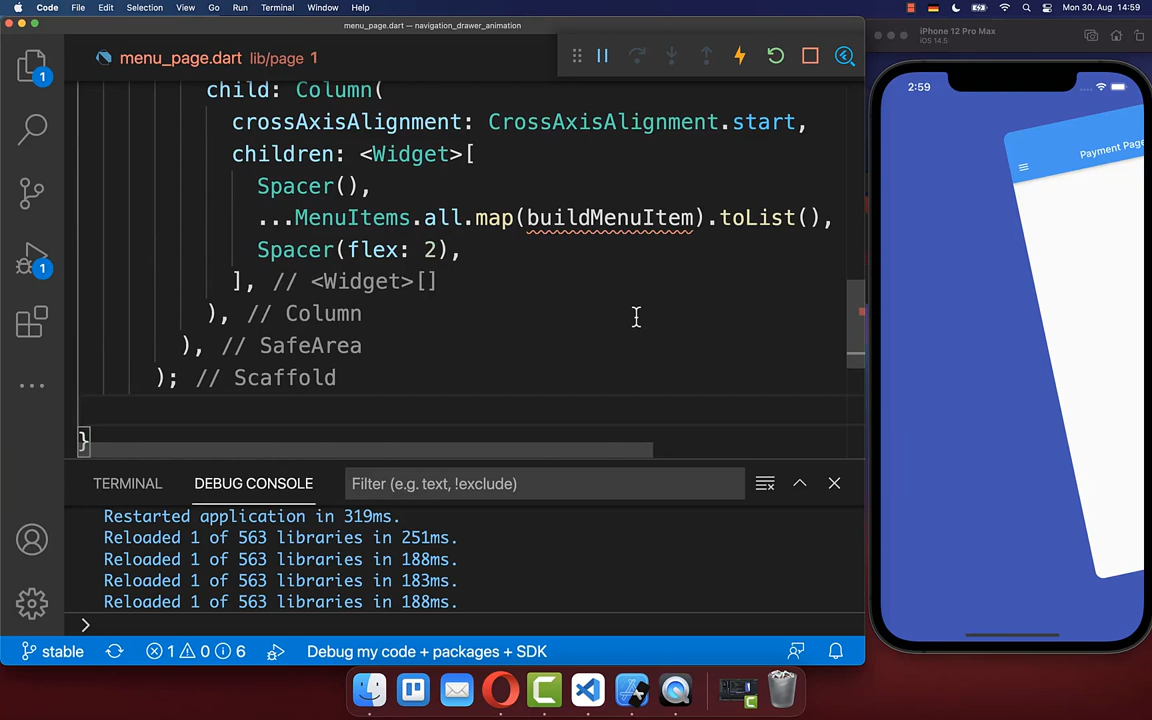 Code File Edit Selection View Go Run Terminal Window Help Mon 30. Aug 14:59
menu_page.dart — navigation_drawer_animation
menu_page.dart lib/page 1
child: Column(
crossAxisAlignment: CrossAxisAlignment.start,
children: <Widget>[
Spacer(),
...MenuItems.all.map(buildMenuItem).toList(),
Spacer(flex: 2),
], // <Widget>[]
), // Column
), // SafeArea
); // Scaffold
}
1
1
TERMINAL DEBUG CONSOLE Filter (e.g. text, !exclude)
Restarted application in 319ms.
Reloaded 1 of 563 libraries in 251ms.
Reloaded 1 of 563 libraries in 188ms.
Reloaded 1 of 563 libraries in 183ms.
Reloaded 1 of 563 libraries in 188ms.
>
stable 1 0 6 Debug my code + packages + SDK
iPhone 12 Pro Max
iOS 14.5
2:59
Payment Page